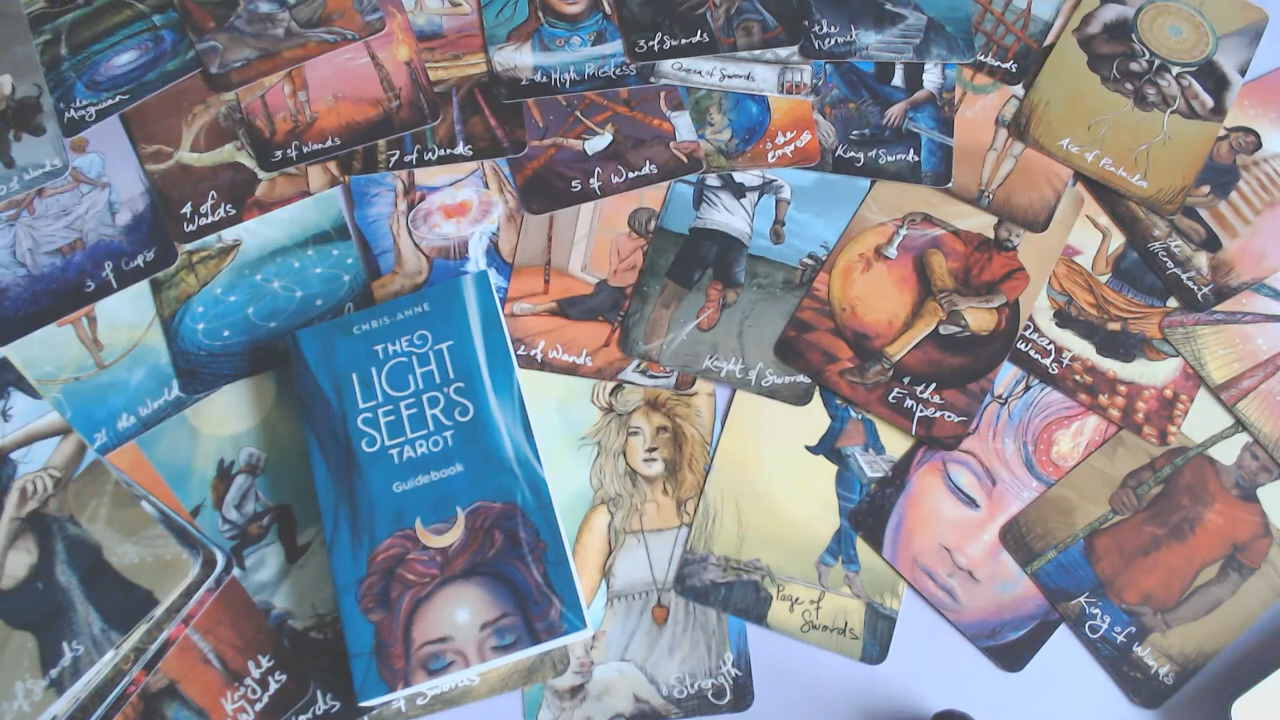 Magician
3 of Wands
7 of Wands
2 the High Priestess
3 of Swords
Queen of Swords
the
hermit
Wands
Ace of Pentacles
4 of
Wands
5 of Wands
3 the
Empress
King of Swords
the Hierophant
3 of Cups
2 of Wands
Knight of Swords
4 the
Emperor
Queen of
Wands
21 the World
CHRIS-ANNE
THE
LIGHT
SEER'S
TAROT
Guidebook
Page of
Swords
King of Wands
of Swords
Knight
of Wands
4 Swords
Strength